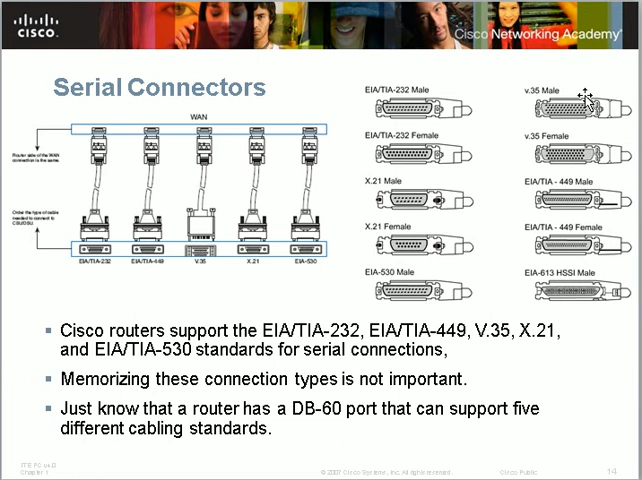 CISCO
Cisco Networking Academy
Serial Connectors
WAN
Router side of the WAN
connection is the same.
Order the type of cable
needed to connect to
CSU/DSU
EIA/TIA-232
EIA/TIA-449
V.35
X.21
EIA-530
EIA/TIA-232 Male
EIA/TIA-232 Female
X.21 Male
X.21 Female
EIA-530 Male
v.35 Male
v.35 Female
EIA/TIA - 449 Male
EIA/TIA - 449 Female
EIA-613 HSSI Male
Cisco routers support the EIA/TIA-232, EIA/TIA-449, V.35, X.21,
and EIA/TIA-530 standards for serial connections,
Memorizing these connection types is not important.
Just know that a router has a DB-60 port that can support five
different cabling standards.
ITE PC v4.0
Chapter 1
© 2007 Cisco Systems, Inc. All rights reserved.
Cisco Public
14